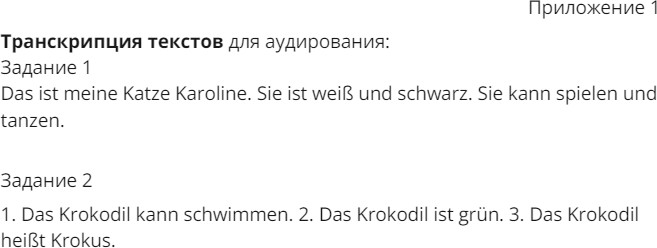 Приложение 1
Транскрипция текстов для аудирования:
Задание 1
Das ist meine Katze Karoline. Sie ist weiß und schwarz. Sie kann spielen und
tanzen.
Задание 2
1. Das Krokodil kann schwimmen. 2. Das Krokodil ist grün. 3. Das Krokodil
heißt Krokus.